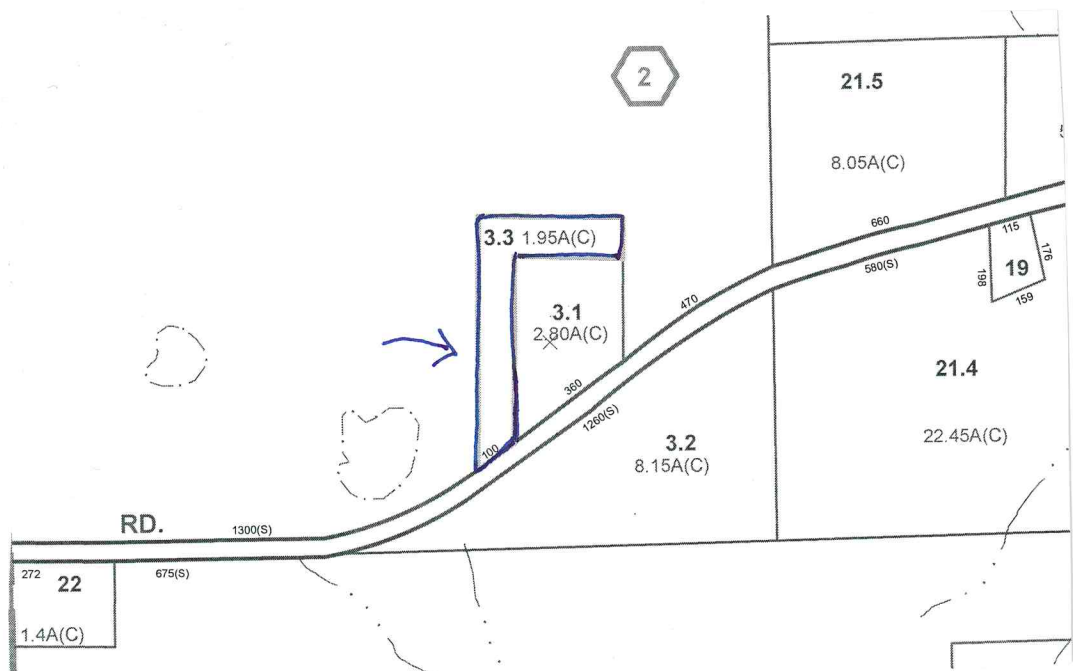 2
21.5
8.05A(C)
660
115
580(S)
176
198
19
159
3.3 1.95A(C)
470
3.1
2.80A(C)
360
1260(S)
21.4
22.45A(C)
3.2
8.15A(C)
100
RD.
1300(S)
272
22
675(S)
1.4A(C)